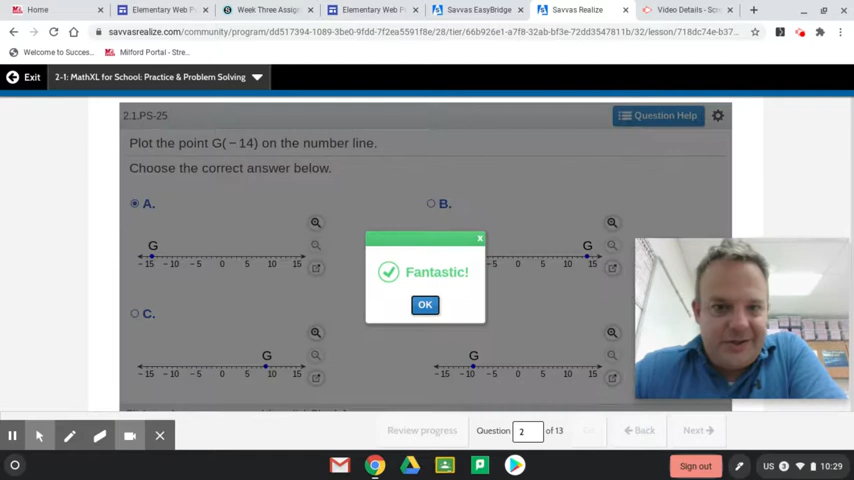 Home
Elementary Web P
Week Three Assign
Elementary Web P
Savvas EasyBridge
Savvas Realize
Video Details - Scre
savvasrealize.com/community/program/dd517394-1089-3be0-9fdd-7f2ea5591f8e/28/tier/66b926e1-a7f8-32ab-bf3e-72dd3547811b/32/lesson/718dc74e-b37...
Welcome to Succes...
Milford Portal - Stre...
Exit
2-1: MathXL for School: Practice & Problem Solving
2.1.PS-25
Question Help
Plot the point G( − 14) on the number line.
Choose the correct answer below.
A.
B.
G
− 15 − 10 − 5 0 5 10 15
G
− 5 0 5 10 15
x
Fantastic!
OK
C.
G
− 15 − 10 − 5 0 5 10 15
G
− 15 − 10 − 5 0 5 10 15
Review progress
Question 2 of 13
Back
Next
Sign out
US 3 10:29